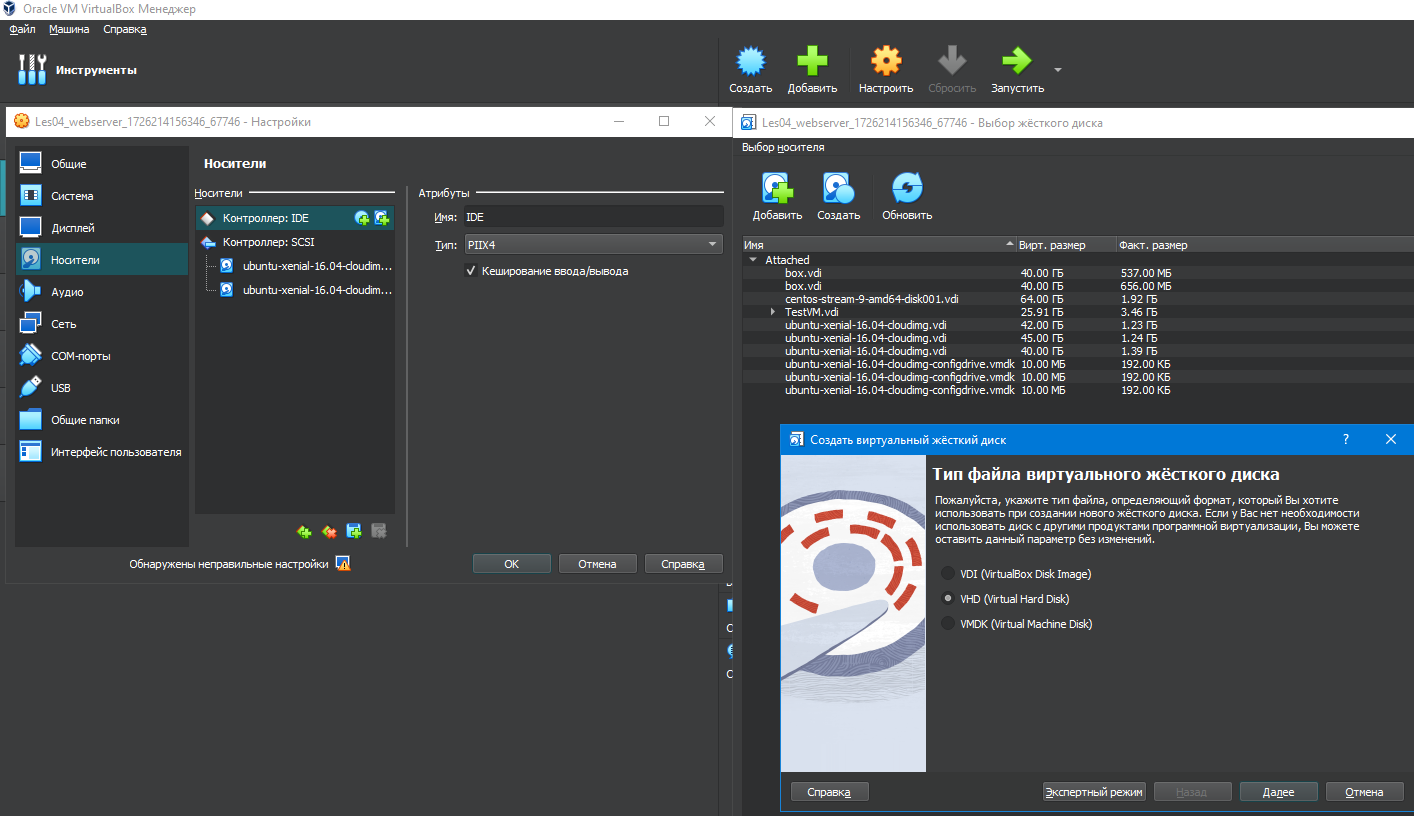 Oracle VM VirtualBox Менеджер
Файл Машина Справка
Инструменты
Создать Добавить Настроить Сбросить Запустить
Les04_webserver_1726214156346_67746 - Настройки
Общие
Система
Дисплей
Носители
Аудио
Сеть
COM-порты
USB
Общие папки
Интерфейс пользователя
Носители
Носители
Контроллер: IDE
Контроллер: SCSI
ubuntu-xenial-16.04-cloudim...
ubuntu-xenial-16.04-cloudim...
Атрибуты
Имя: IDE
Тип: PIIX4
Кеширование ввода/вывода
Обнаружены неправильные настройки
OK Отмена Справка
Les04_webserver_1726214156346_67746 - Выбор жёсткого диска
Выбор носителя
Добавить Создать Обновить
Имя Вирт. размер Факт. размер
Attached
box.vdi 40.00 ГБ 537.00 МБ
box.vdi 40.00 ГБ 656.00 МБ
centos-stream-9-amd64-disk001.vdi 64.00 ГБ 1.92 ГБ
TestVM.vdi 25.91 ГБ 3.46 ГБ
ubuntu-xenial-16.04-cloudimg.vdi 42.00 ГБ 1.23 ГБ
ubuntu-xenial-16.04-cloudimg.vdi 45.00 ГБ 1.24 ГБ
ubuntu-xenial-16.04-cloudimg.vdi 40.00 ГБ 1.39 ГБ
ubuntu-xenial-16.04-cloudimg-configdrive.vmdk 10.00 МБ 192.00 КБ
ubuntu-xenial-16.04-cloudimg-configdrive.vmdk 10.00 МБ 192.00 КБ
ubuntu-xenial-16.04-cloudimg-configdrive.vmdk 10.00 МБ 192.00 КБ
Создать виртуальный жёсткий диск
Тип файла виртуального жёсткого диска
Пожалуйста, укажите тип файла, определяющий формат, который Вы хотите
использовать при создании нового жёсткого диска. Если у Вас нет необходимости
использовать диск с другими продуктами программной виртуализации, Вы можете
оставить данный параметр без изменений.
VDI (VirtualBox Disk Image)
VHD (Virtual Hard Disk)
VMDK (Virtual Machine Disk)
Справка Экспертный режим Назад Далее Отмена